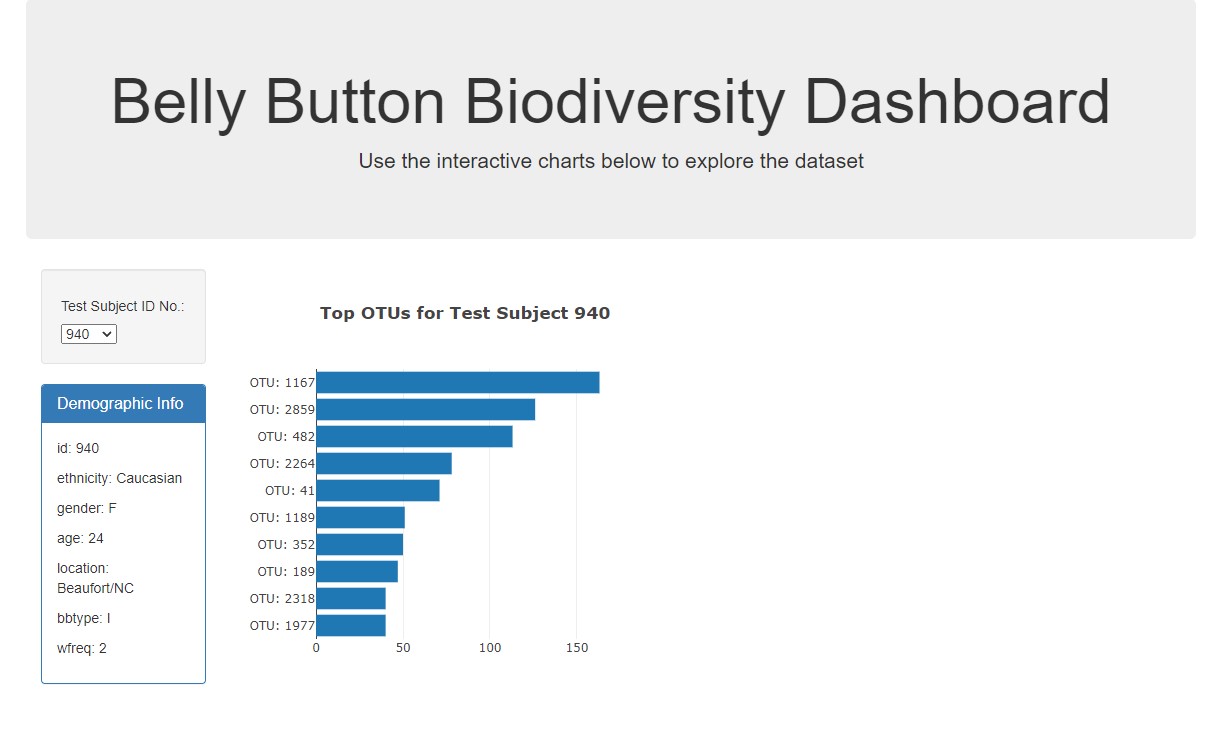 Belly Button Biodiversity Dashboard
Use the interactive charts below to explore the dataset
Test Subject ID No.:
940
Demographic Info
id: 940
ethnicity: Caucasian
gender: F
age: 24
location:
Beaufort/NC
bbtype: I
wfreq: 2
Top OTUs for Test Subject 940
OTU: 1167
OTU: 2859
OTU: 482
OTU: 2264
OTU: 41
OTU: 1189
OTU: 352
OTU: 189
OTU: 2318
OTU: 1977
0 50 100 150